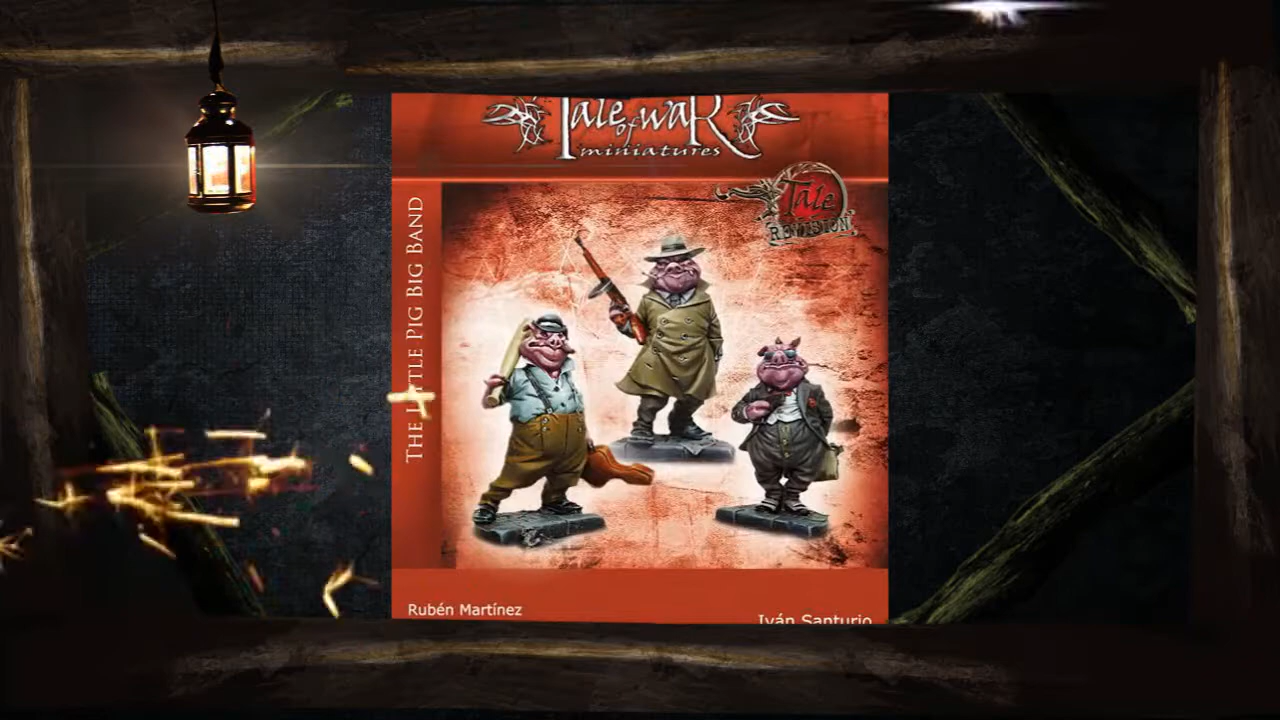 Tale of waR
miniatures
Tale
REVISION
THE LITTLE PIG BIG BAND
Rubén Martínez
Iván Santurio